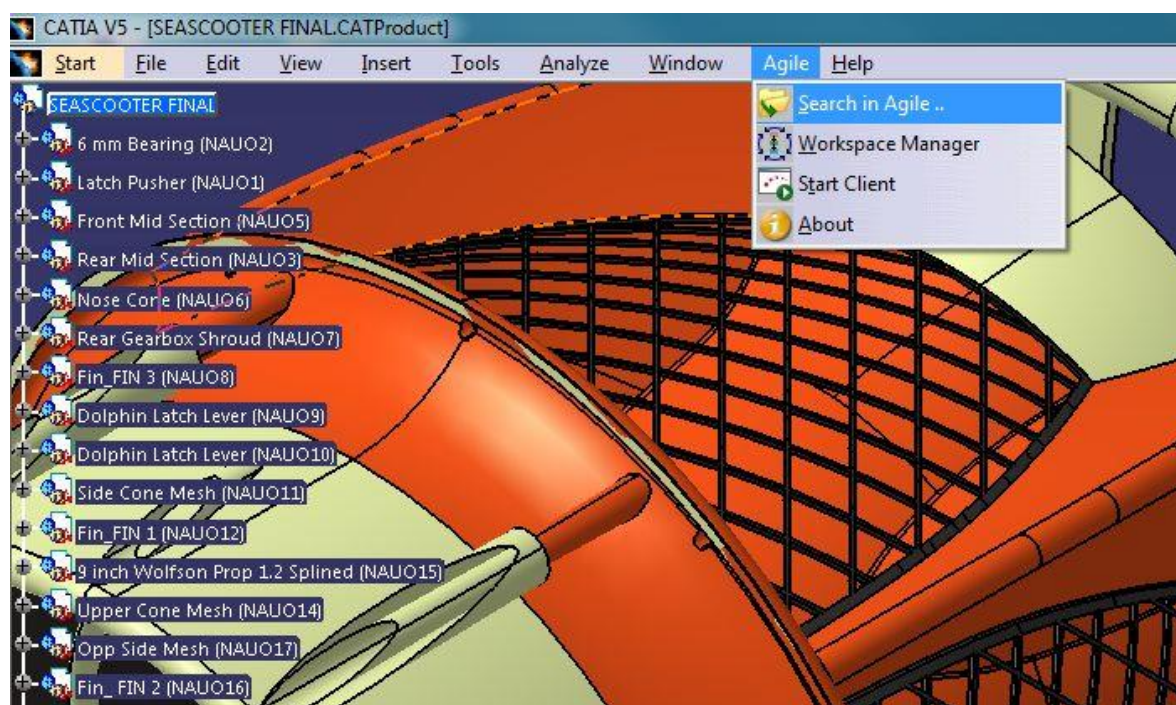 CATIA V5 - [SEASCOOTER FINAL.CATProduct]
Start File Edit View Insert Tools Analyze Window Agile Help
Search in Agile ..
Workspace Manager
Start Client
About
SEASCOOTER FINAL
6 mm Bearing (NAUO2)
Latch Pusher (NAUO1)
Front Mid Section (NAUO5)
Rear Mid Section (NAUO3)
Nose Cone (NAUO6)
Rear Gearbox Shroud (NAUO7)
Fin_FIN 3 (NAUO8)
Dolphin Latch Lever (NAUO9)
Dolphin Latch Lever (NAUO10)
Side Cone Mesh (NAUO11)
Fin_FIN 1 (NAUO12)
9 inch Wolfson Prop 1.2 Splined (NAUO15)
Upper Cone Mesh (NAUO14)
Opp Side Mesh (NAUO17)
Fin_ FIN 2 (NAUO16)